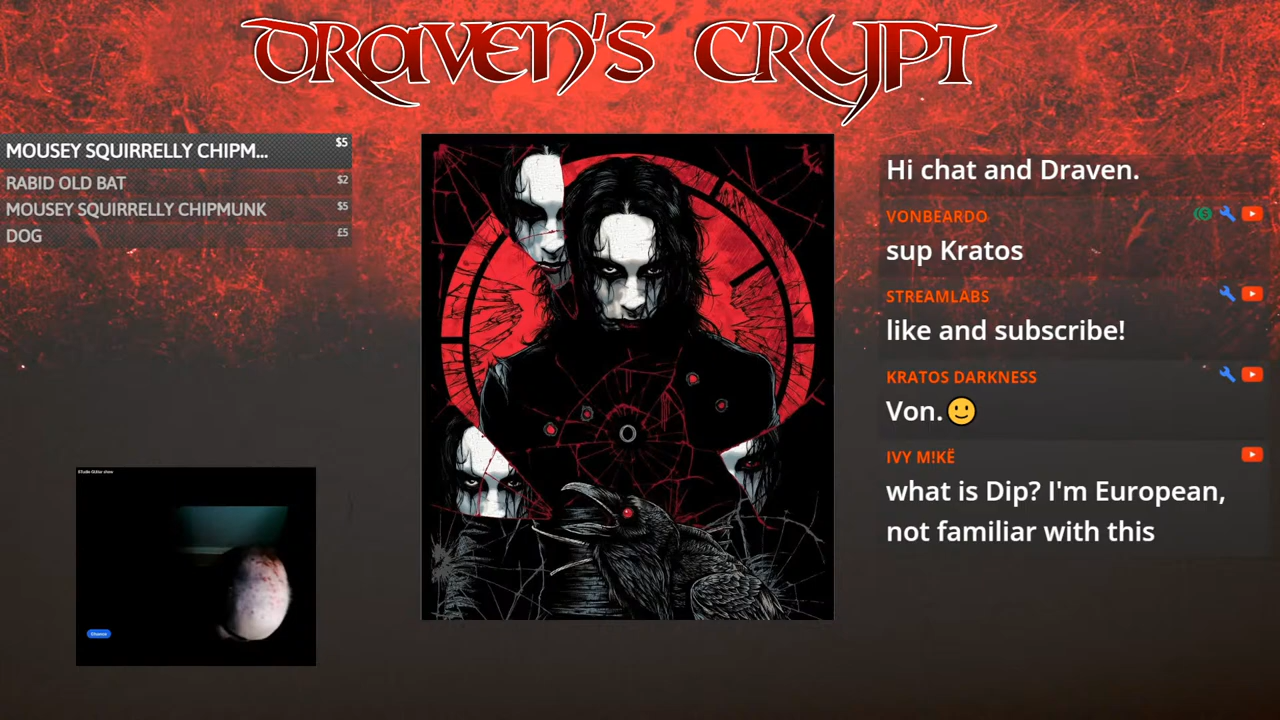 DRAVEN'S CRYPT
MOUSEY SQUIRRELLY CHIPM... $5
RABID OLD BAT $2
MOUSEY SQUIRRELLY CHIPMUNK $5
DOG £5
Hi chat and Draven.
VONBEARDO
sup Kratos
STREAMLABS
like and subscribe!
KRATOS DARKNESS
Von.🙂
IVY M!KË
what is Dip? I'm European,
not familiar with this